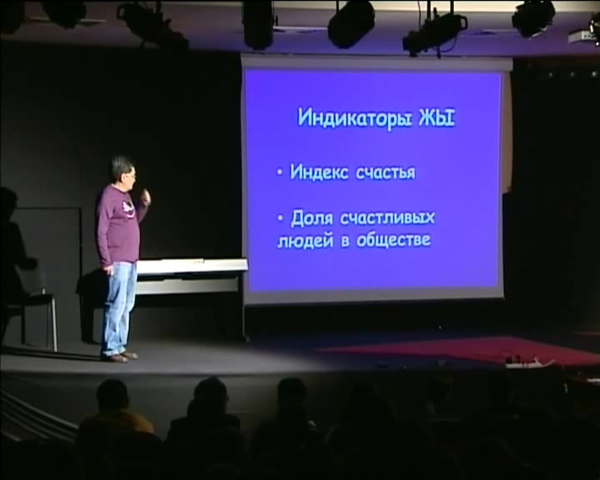 Индикаторы ЖЫ
• Индекс счастья
• Доля счастливых
людей в обществе